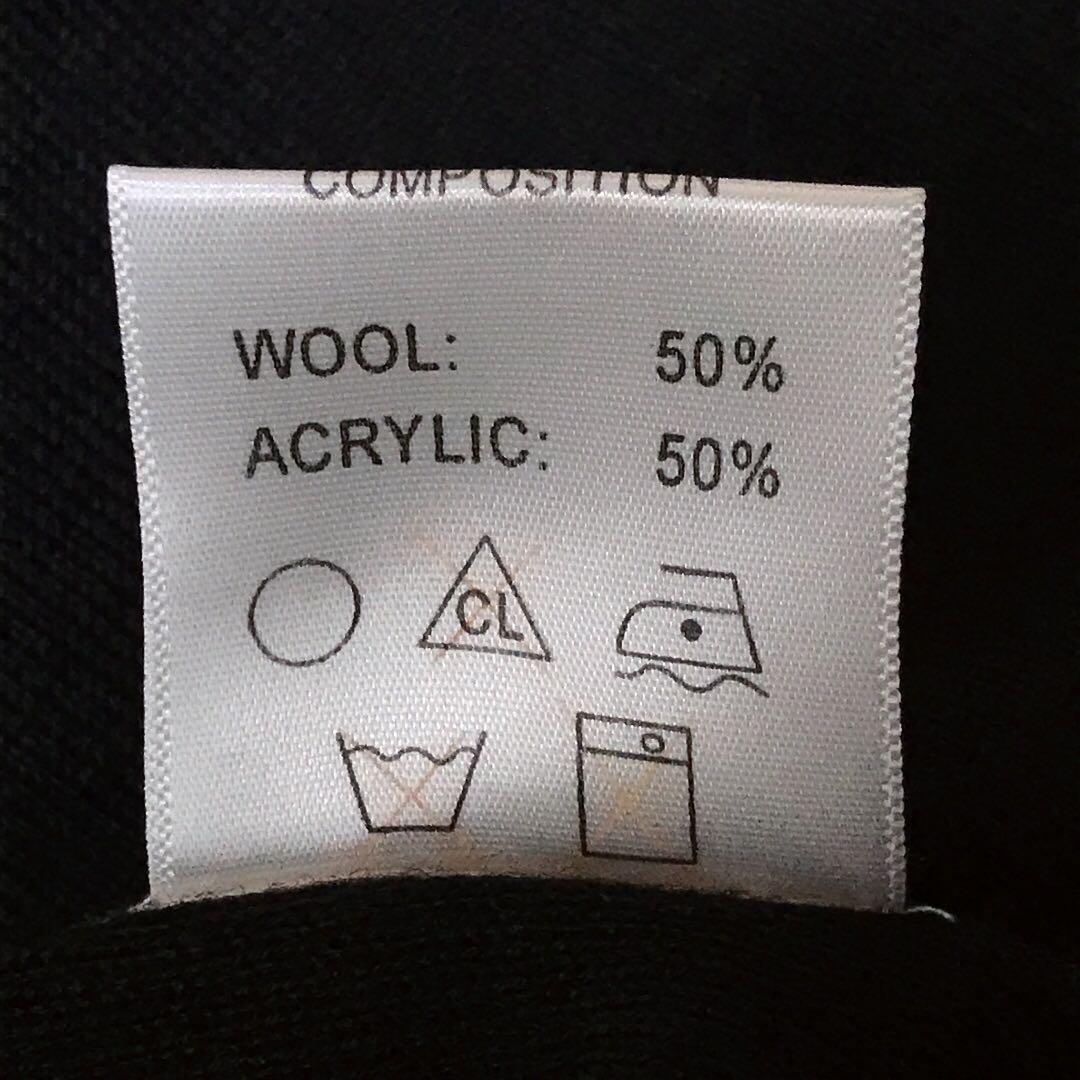 COMPOSITION
WOOL: 50%
ACRYLIC: 50%
CL